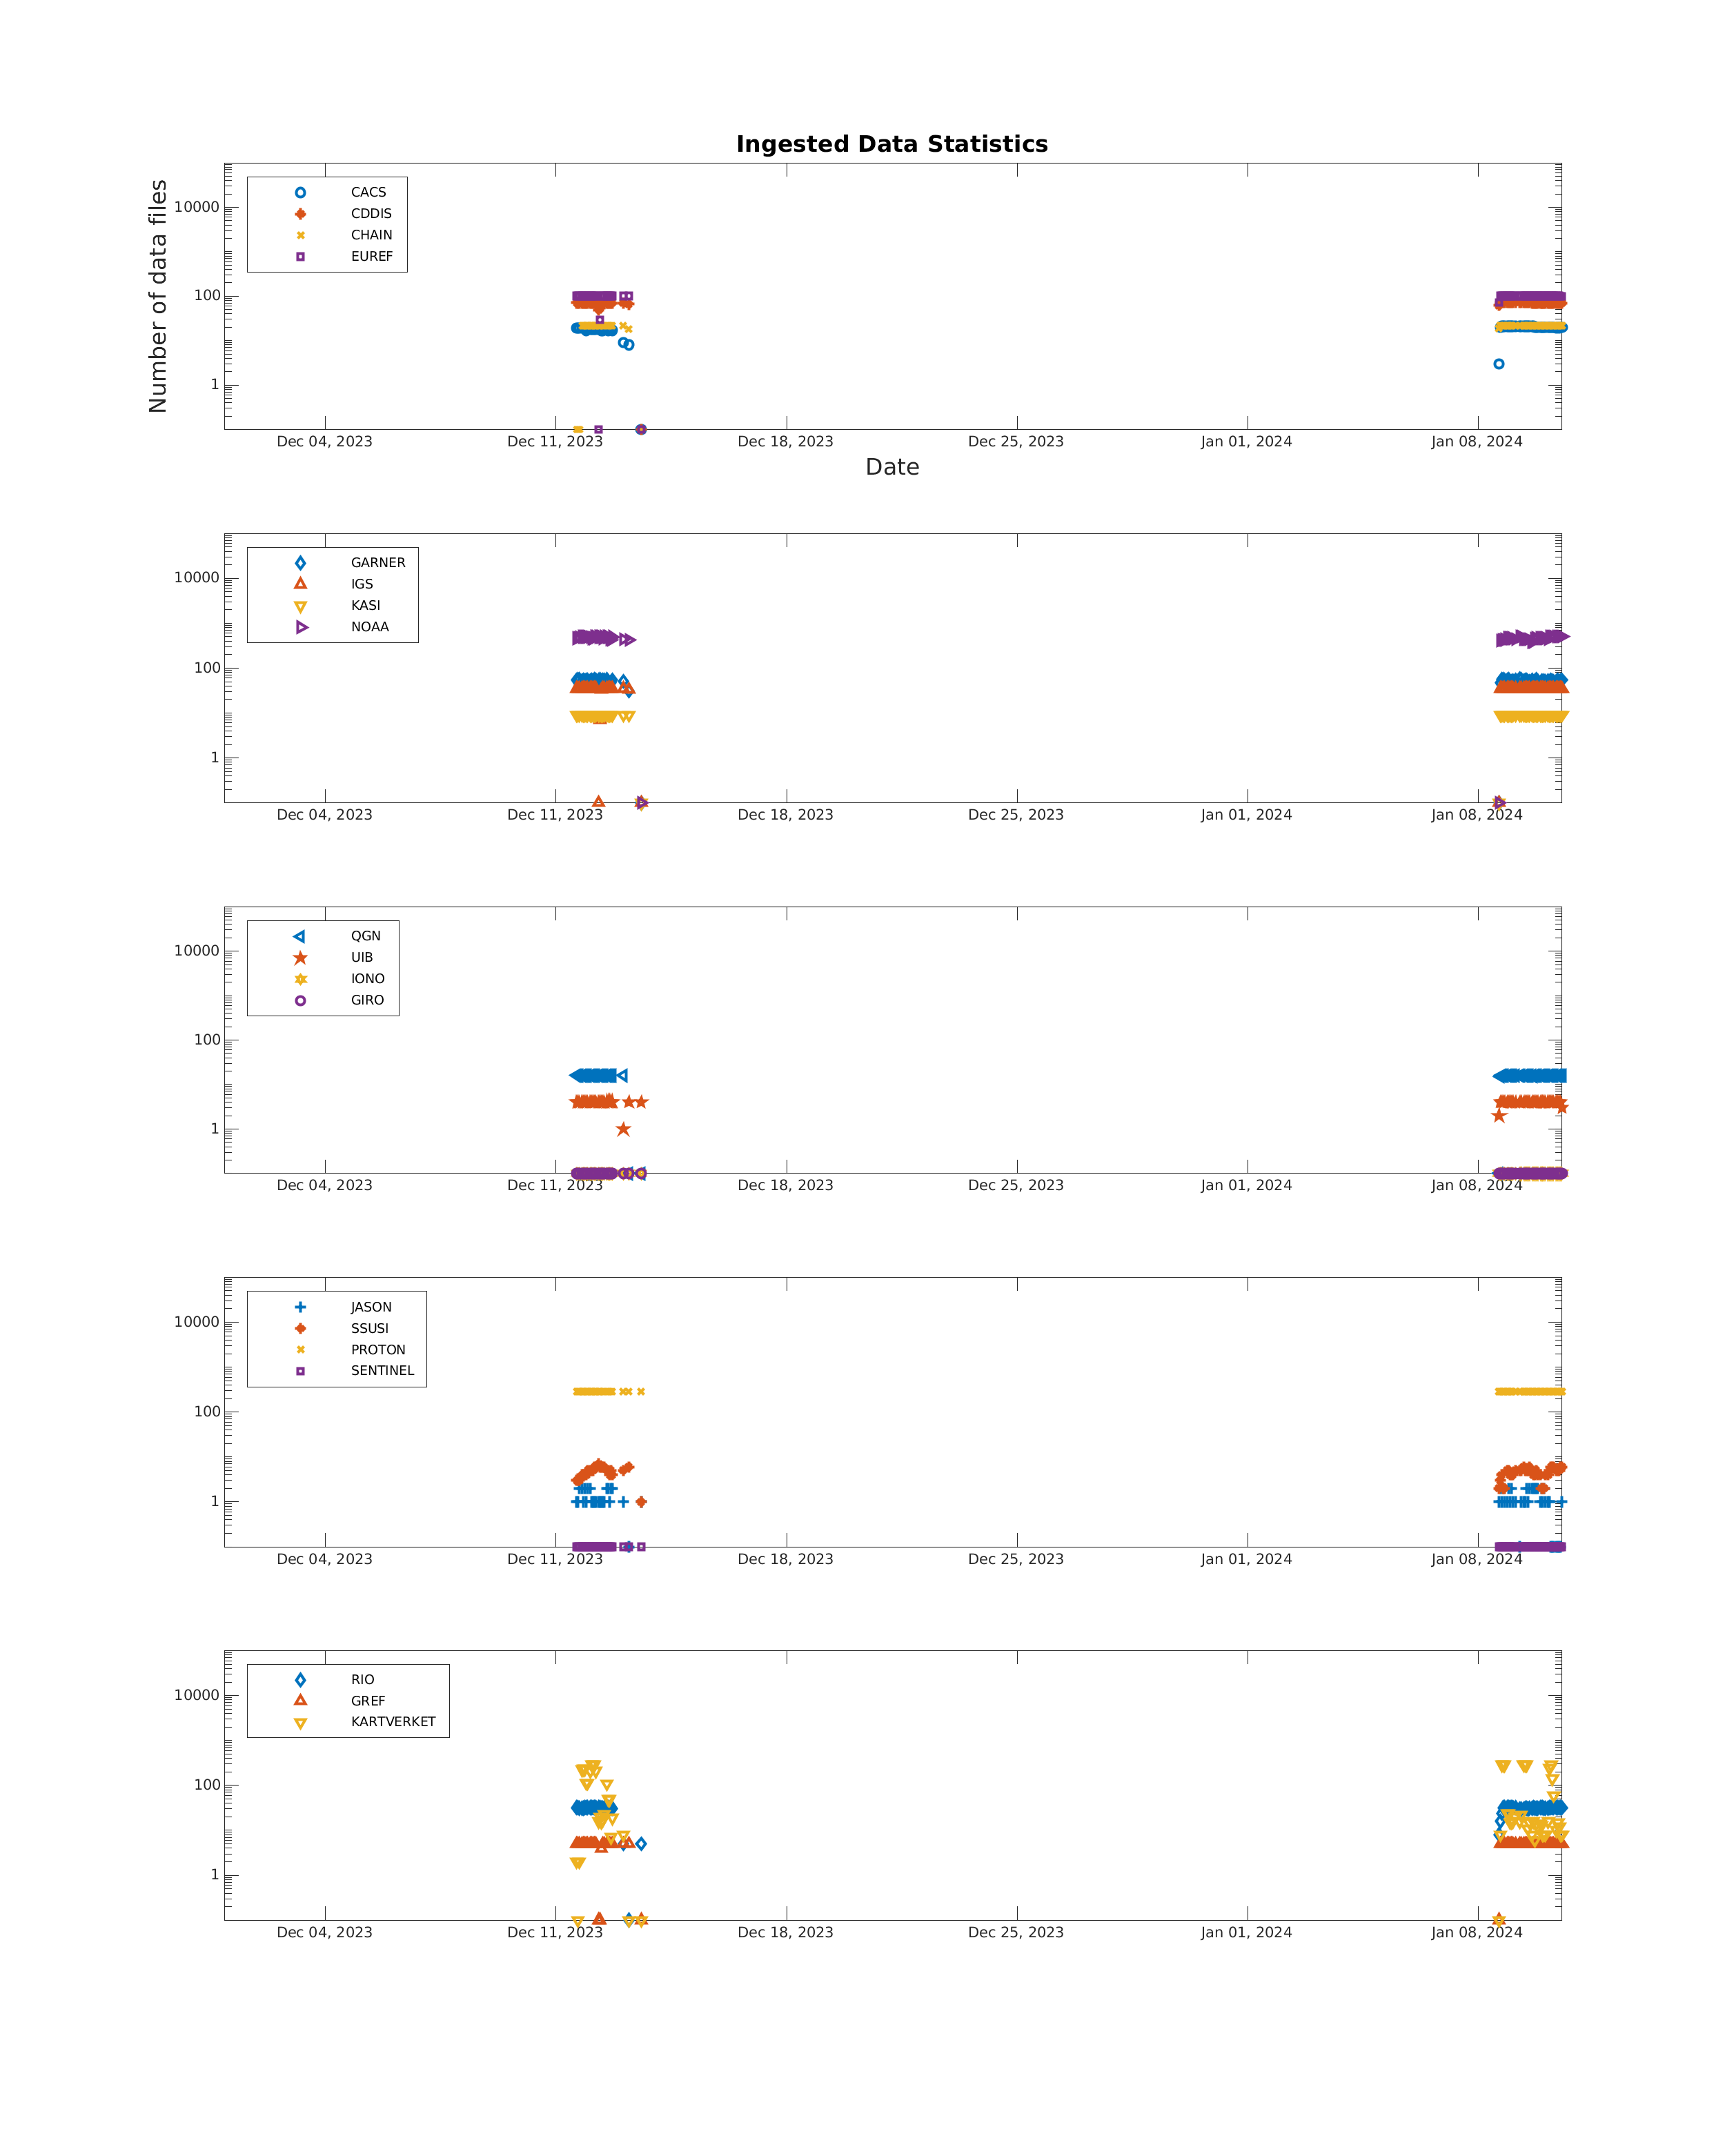 Ingested Data Statistics
Number of data files
10000
100
1
CACS
CDDIS
CHAIN
EUREF
Dec 04, 2023
Dec 11, 2023
Dec 18, 2023
Dec 25, 2023
Jan 01, 2024
Jan 08, 2024
Date
10000
100
1
GARNER
IGS
KASI
NOAA
Dec 04, 2023
Dec 11, 2023
Dec 18, 2023
Dec 25, 2023
Jan 01, 2024
Jan 08, 2024
10000
100
1
QGN
UIB
IONO
GIRO
Dec 04, 2023
Dec 11, 2023
Dec 18, 2023
Dec 25, 2023
Jan 01, 2024
Jan 08, 2024
10000
100
1
JASON
SSUSI
PROTON
SENTINEL
Dec 04, 2023
Dec 11, 2023
Dec 18, 2023
Dec 25, 2023
Jan 01, 2024
Jan 08, 2024
10000
100
1
RIO
GREF
KARTVERKET
Dec 04, 2023
Dec 11, 2023
Dec 18, 2023
Dec 25, 2023
Jan 01, 2024
Jan 08, 2024